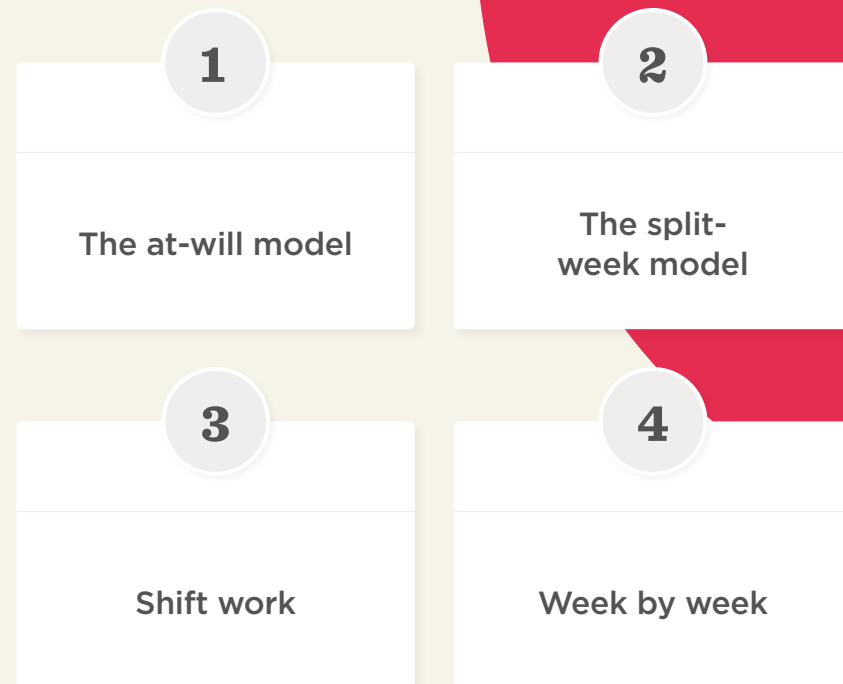 1
The at-will model
2
The split-
week model
3
Shift work
4
Week by week